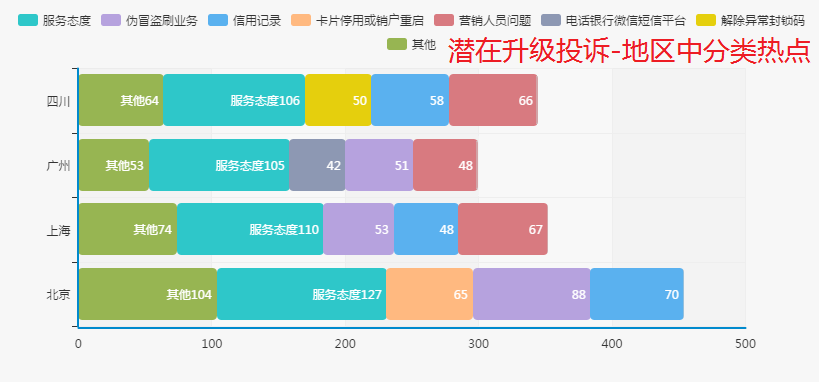 服务态度 伪冒盗刷业务 信用记录 卡片停用或销户重启 营销人员问题 电话银行微信短信平台 解除异常封锁码
其他
潜在升级投诉-地区中分类热点
四川 其他64 服务态度106 50 58 66
广州 其他53 服务态度105 42 51 48
上海 其他74 服务态度110 53 48 67
北京 其他104 服务态度127 65 88 70
0 100 200 300 400 500